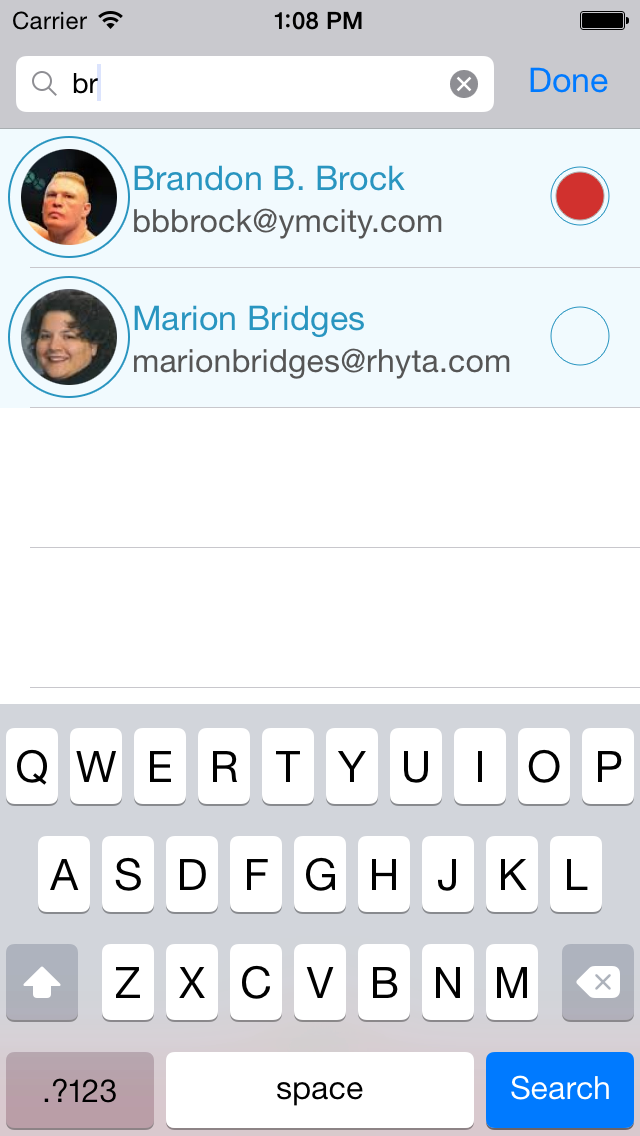 Carrier 1:08 PM
br Done
Brandon B. Brock
bbbrock@ymcity.com
Marion Bridges
marionbridges@rhyta.com
Q W E R T Y U I O P
A S D F G H J K L
Z X C V B N M
.?123 space Search